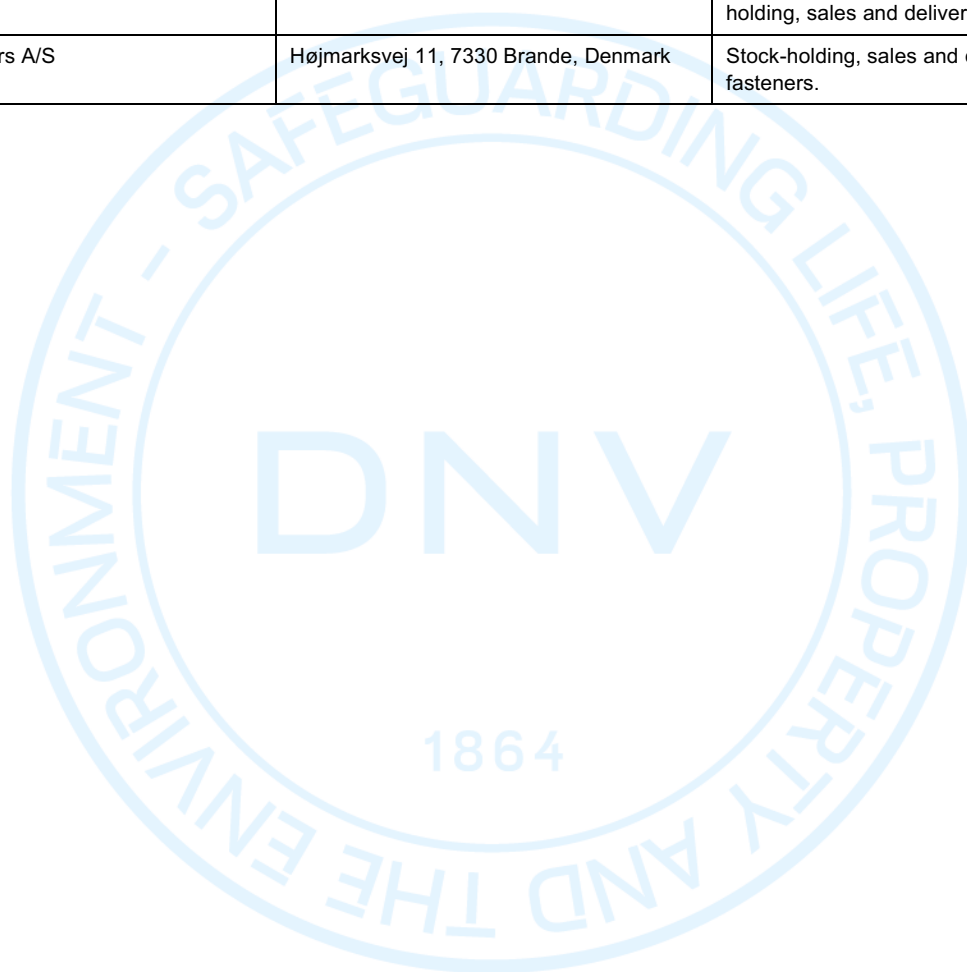 holding, sales and deliver
rs A/S
Højmarksvej 11, 7330 Brande, Denmark
Stock-holding, sales and
fasteners.
SAFEGUARDING LIFE, PROPERTY AND THE ENVIRONMENT -
DNV
1864